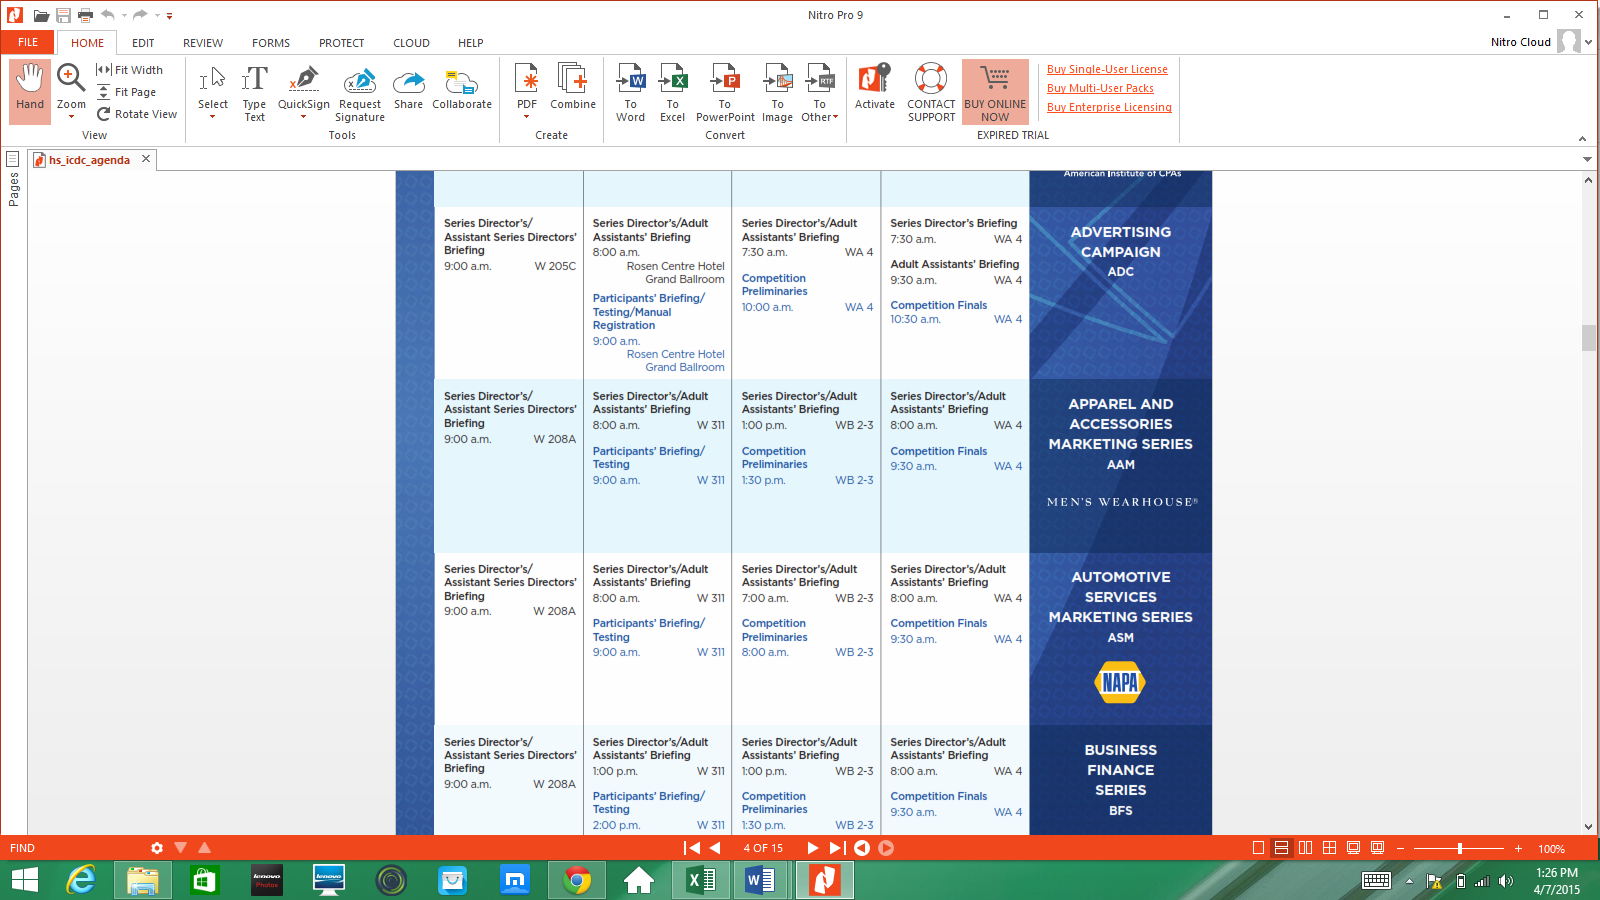 Nitro Pro 9
FILE HOME EDIT REVIEW FORMS PROTECT CLOUD HELP
Nitro Cloud
Hand
Zoom
Fit Width
Fit Page
Rotate View
View
Select
Type
Text
QuickSign
Request
Signature
Share
Collaborate
Tools
PDF
Combine
Create
To
Word
To
Excel
To
PowerPoint
To
Image
To
Other
Convert
Activate
CONTACT
SUPPORT
BUY ONLINE
NOW
Buy Single-User License
Buy Multi-User Packs
Buy Enterprise Licensing
EXPIRED TRIAL
hs_icdc_agenda
Pages
American Institute of CPAs
Series Director's/
Assistant Series Directors'
Briefing
9:00 a.m. W 205C
Series Director's/Adult
Assistants' Briefing
8:00 a.m.
Rosen Centre Hotel
Grand Ballroom
Participants' Briefing/
Testing/Manual
Registration
9:00 a.m.
Rosen Centre Hotel
Grand Ballroom
Series Director's/Adult
Assistants' Briefing
7:30 a.m. WA 4
Competition
Preliminaries
10:00 a.m. WA 4
Series Director's Briefing
7:30 a.m. WA 4
Adult Assistants' Briefing
9:30 a.m. WA 4
Competition Finals
10:30 a.m. WA 4
ADVERTISING
CAMPAIGN
ADC
Series Director's/
Assistant Series Directors'
Briefing
9:00 a.m. W 208A
Series Director's/Adult
Assistants' Briefing
8:00 a.m. W 311
Participants' Briefing/
Testing
9:00 a.m. W 311
Series Director's/Adult
Assistants' Briefing
1:00 p.m. WB 2-3
Competition
Preliminaries
1:30 p.m. WB 2-3
Series Director's/Adult
Assistants' Briefing
8:00 a.m. WA 4
Competition Finals
9:30 a.m. WA 4
APPAREL AND
ACCESSORIES
MARKETING SERIES
AAM
MEN'S WEARHOUSE®
Series Director's/
Assistant Series Directors'
Briefing
9:00 a.m. W 208A
Series Director's/Adult
Assistants' Briefing
8:00 a.m. W 311
Participants' Briefing/
Testing
9:00 a.m. W 311
Series Director's/Adult
Assistants' Briefing
7:00 a.m. WB 2-3
Competition
Preliminaries
8:00 a.m. WB 2-3
Series Director's/Adult
Assistants' Briefing
8:00 a.m. WA 4
Competition Finals
9:30 a.m. WA 4
AUTOMOTIVE
SERVICES
MARKETING SERIES
ASM
NAPA
Series Director's/
Assistant Series Directors'
Briefing
9:00 a.m. W 208A
Series Director's/Adult
Assistants' Briefing
1:00 p.m. W 311
Participants' Briefing/
Testing
2:00 p.m. W 311
Series Director's/Adult
Assistants' Briefing
1:00 p.m. WB 2-3
Competition
Preliminaries
1:30 p.m. WB 2-3
Series Director's/Adult
Assistants' Briefing
8:00 a.m. WA 4
Competition Finals
9:30 a.m. WA 4
BUSINESS
FINANCE
SERIES
BFS
FIND
4 OF 15
100%
lenovo
Photos
lenovo
1:26 PM
4/7/2015